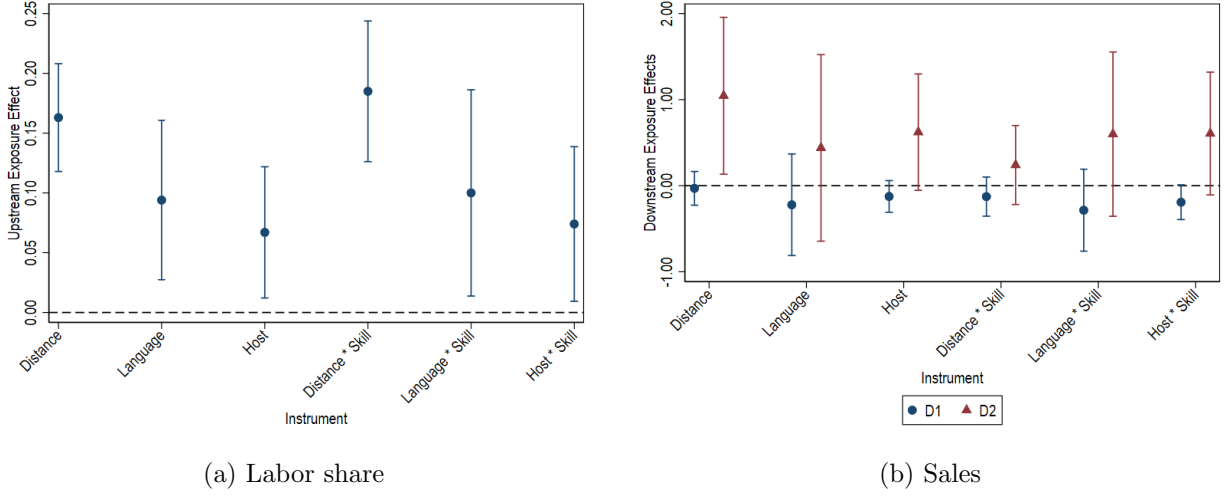 Upstream Exposure Effect
0.25
0.20
0.15
0.10
0.05
0.00
Distance
Language
Host
Distance * Skill
Language * Skill
Host * Skill
Instrument
(a) Labor share
Downstream Exposure Effects
2.00
1.00
0.00
-1.00
Distance
Language
Host
Distance * Skill
Language * Skill
Host * Skill
Instrument
D1 D2
(b) Sales